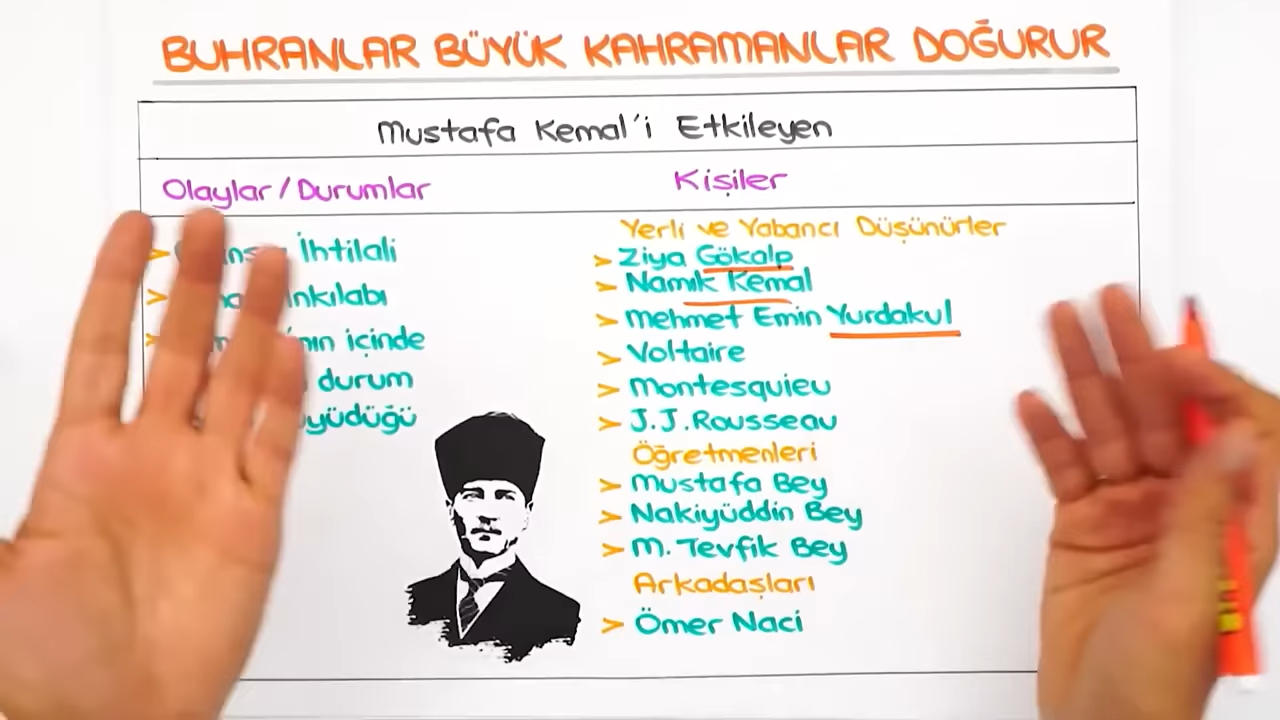 BUHRANLAR BÜYÜK KAHRAMANLAR DOĞURUR
Mustafa Kemal'i Etkileyen
Olaylar / Durumlar
Kişiler
İhtilali
içinde
durum
Yerli ve Yabancı Düşünürler
➢ Ziya Gökalp
➢ Namık Kemal
➢ Mehmet Emin Yurdakul
➢ Voltaire
➢ Montesquieu
➢ J.J.Rousseau
Öğretmenleri
➢ Mustafa Bey
➢ Nakiyüddin Bey
➢ M. Tevfik Bey
Arkadaşları
➢ Ömer Naci